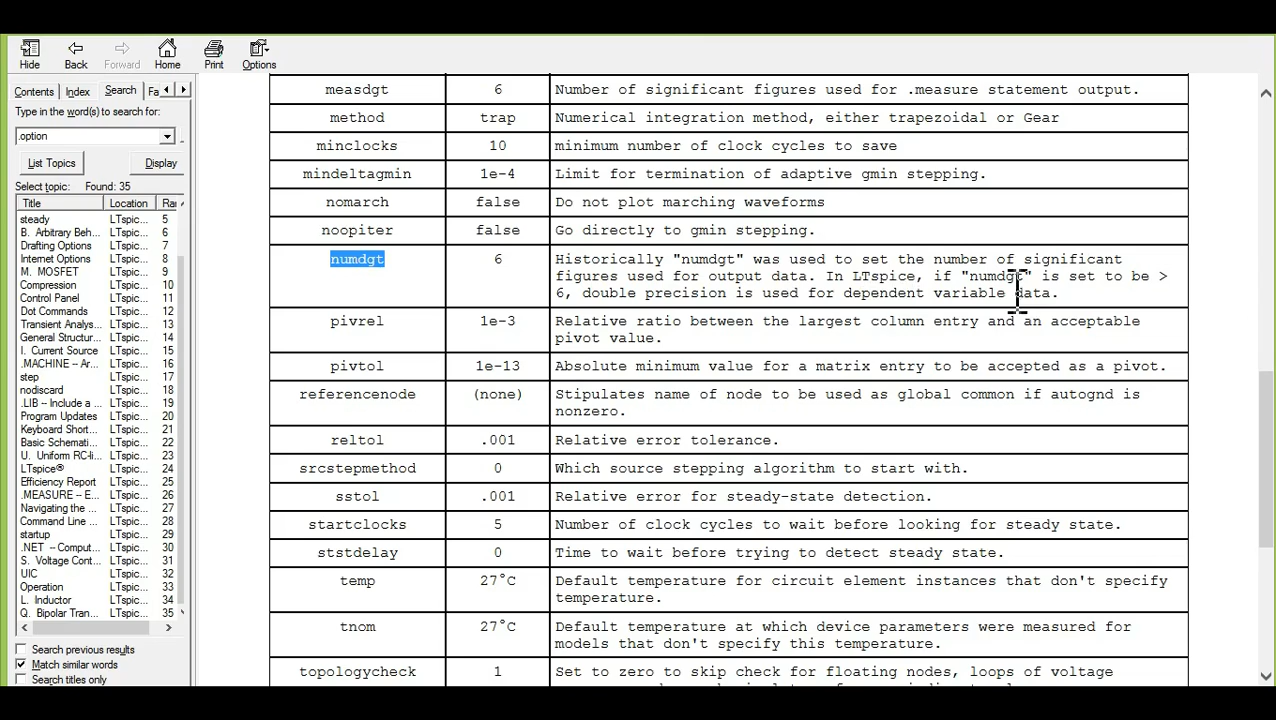 Hide Back Forward Home Print Options
Contents Index Search Fa
Type in the word(s) to search for:
.option
List Topics Display
Select topic: Found: 35
Title Location Rar
steady LTspic... 5
B. Arbitrary Beh... LTspic... 6
Drafting Options LTspic... 7
Internet Options LTspic... 8
M. MOSFET LTspic... 9
Compression LTspic... 10
Control Panel LTspic... 11
Dot Commands LTspic... 12
Transient Analys... LTspic... 13
General Structur... LTspic... 14
I. Current Source LTspic... 15
.MACHINE -- Ar... LTspic... 16
step LTspic... 17
nodiscard LTspic... 18
.LIB -- Include a ... LTspic... 19
Program Updates LTspic... 20
Keyboard Short... LTspic... 21
Basic Schemati... LTspic... 22
U. Uniform RC-li... LTspic... 23
LTspice® LTspic... 24
Efficiency Report LTspic... 25
.MEASURE -- E... LTspic... 26
Navigating the ... LTspic... 27
Command Line ... LTspic... 28
startup LTspic... 29
.NET -- Comput... LTspic... 30
S. Voltage Cont... LTspic... 31
UIC LTspic... 32
Operation LTspic... 33
L. Inductor LTspic... 34
Q. Bipolar Tran... LTspic... 35
Search previous results
Match similar words
Search titles only
measdgt 6 Number of significant figures used for .measure statement output.
method trap Numerical integration method, either trapezoidal or Gear
minclocks 10 minimum number of clock cycles to save
mindeltagmin 1e-4 Limit for termination of adaptive gmin stepping.
nomarch false Do not plot marching waveforms
noopiter false Go directly to gmin stepping.
numdgt 6 Historically "numdgt" was used to set the number of significant
figures used for output data. In LTspice, if "numdgt" is set to be >
6, double precision is used for dependent variable data.
pivrel 1e-3 Relative ratio between the largest column entry and an acceptable
pivot value.
pivtol 1e-13 Absolute minimum value for a matrix entry to be accepted as a pivot.
referencenode (none) Stipulates name of node to be used as global common if autognd is
nonzero.
reltol .001 Relative error tolerance.
srcstepmethod 0 Which source stepping algorithm to start with.
sstol .001 Relative error for steady-state detection.
startclocks 5 Number of clock cycles to wait before looking for steady state.
ststdelay 0 Time to wait before trying to detect steady state.
temp 27°C Default temperature for circuit element instances that don't specify
temperature.
tnom 27°C Default temperature at which device parameters were measured for
models that don't specify this temperature.
topologycheck 1 Set to zero to skip check for floating nodes, loops of voltage